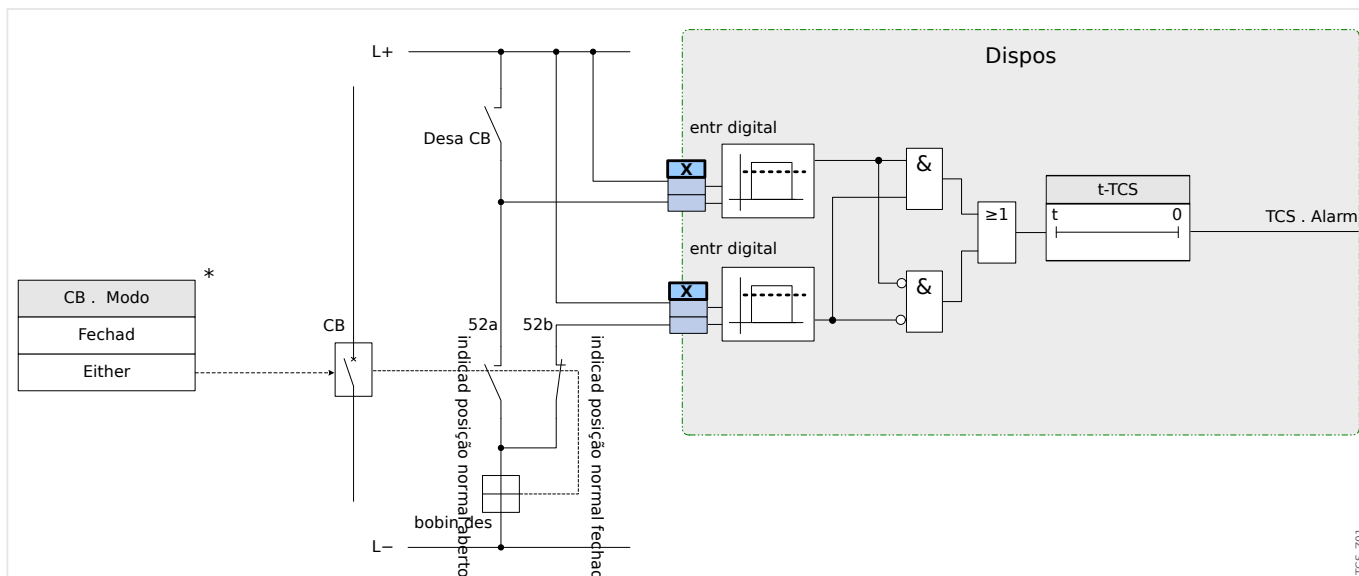 Dispos
L+
Desa CB
entr digital
X
&
t-TCS
t 0
≥1
TCS . Alarm
entr digital
X
&
*
CB . Modo
Fechad
Either
CB
52a
52b
indicad posição normal aberto
indicad posição normal fechad
bobin des
L−